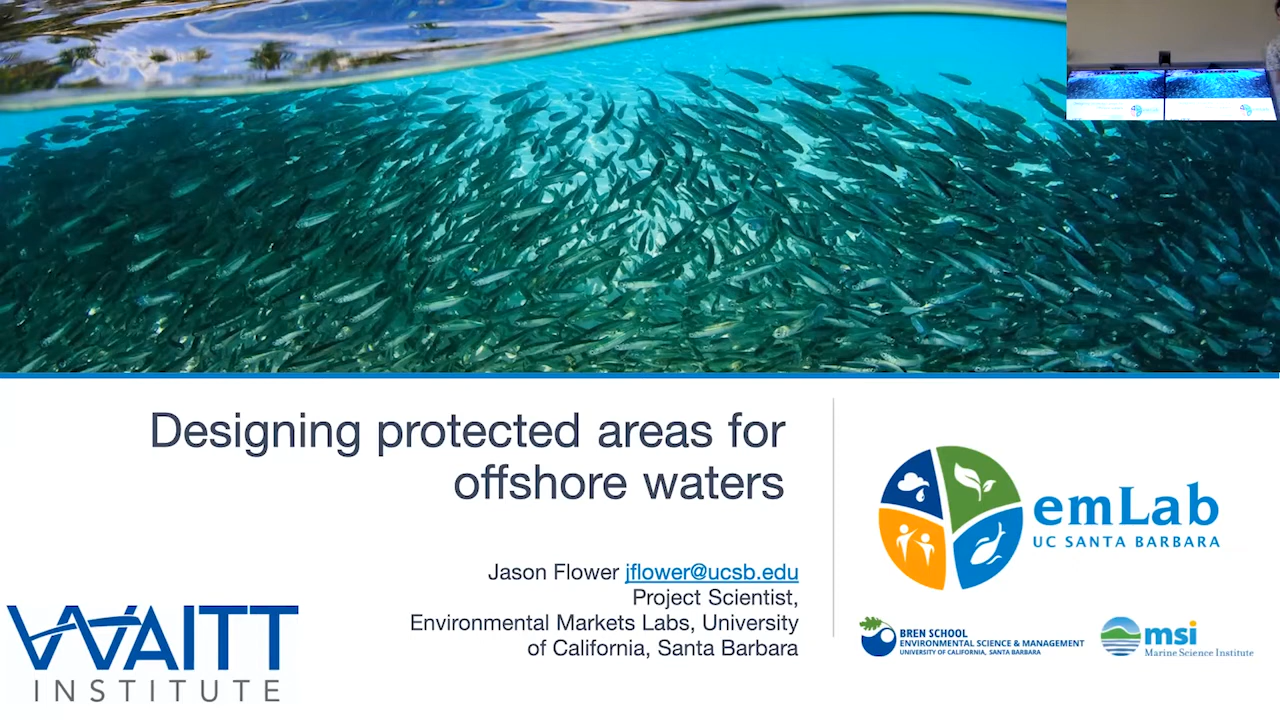 Designing protected areas for
offshore waters
Jason Flower jflower@ucsb.edu
Project Scientist,
Environmental Markets Labs, University
of California, Santa Barbara
WAITT
INSTITUTE
emLab
UC SANTA BARBARA
BREN SCHOOL
ENVIRONMENTAL SCIENCE & MANAGEMENT
UNIVERSITY OF CALIFORNIA, SANTA BARBARA
msi
Marine Science Institute